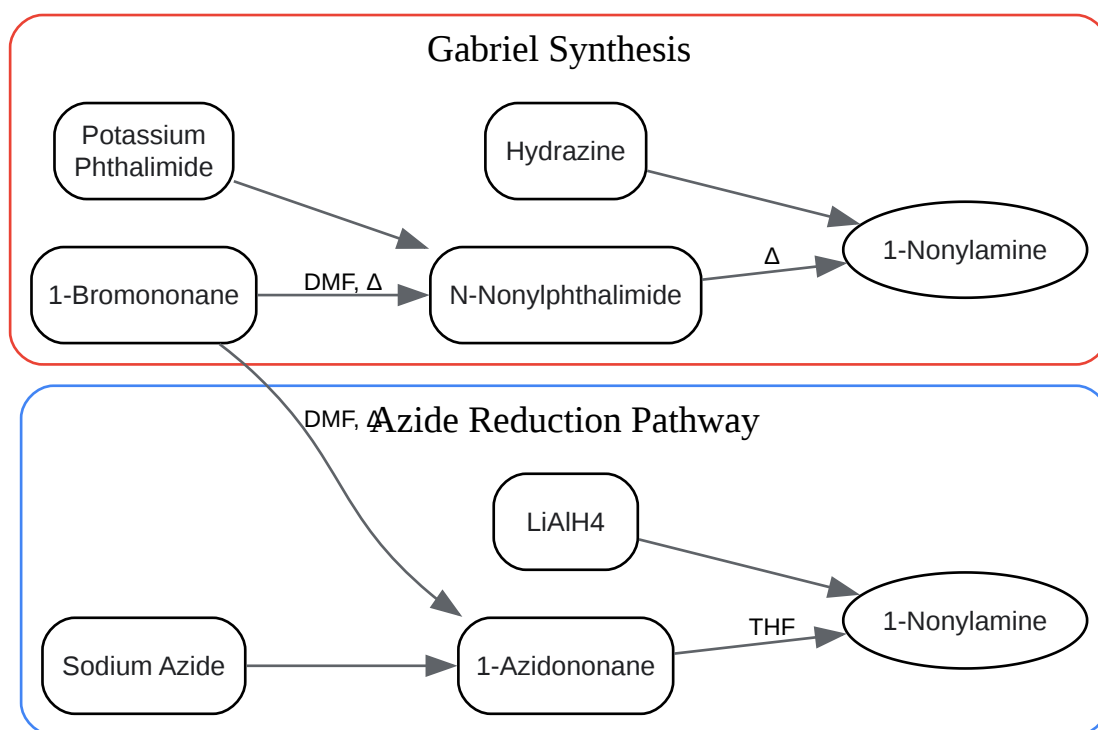 Gabriel Synthesis
Potassium
Phthalimide
Hydrazine
1-Bromononane
DMF, Δ
N-Nonylphthalimide
Δ
1-Nonylamine
DMF, Δ
Azide Reduction Pathway
LiAlH4
Sodium Azide
1-Azidononane
THF
1-Nonylamine